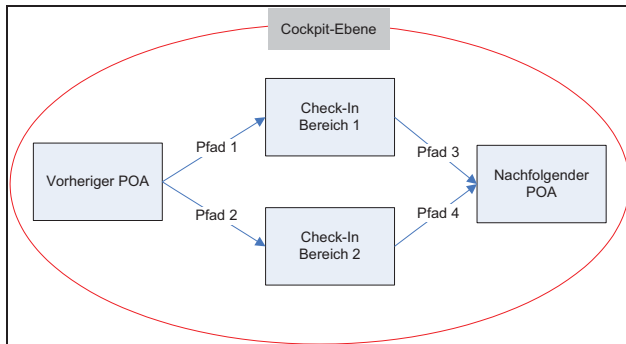 Cockpit-Ebene
Check-In
Bereich 1
Pfad 1
Pfad 3
Vorheriger POA
Nachfolgender
POA
Pfad 2
Pfad 4
Check-In
Bereich 2